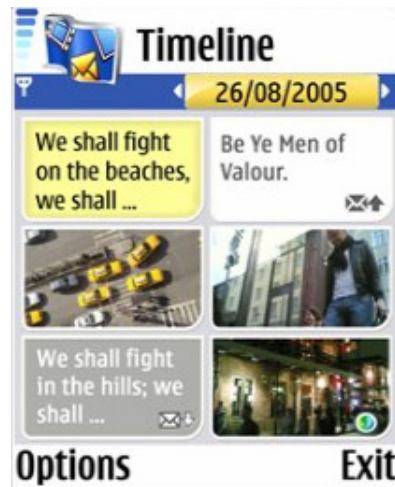 Timeline
26/08/2005
We shall fight
on the beaches,
we shall ...
Be Ye Men of
Valour.
We shall fight
in the hills; we
shall ...
Options
Exit